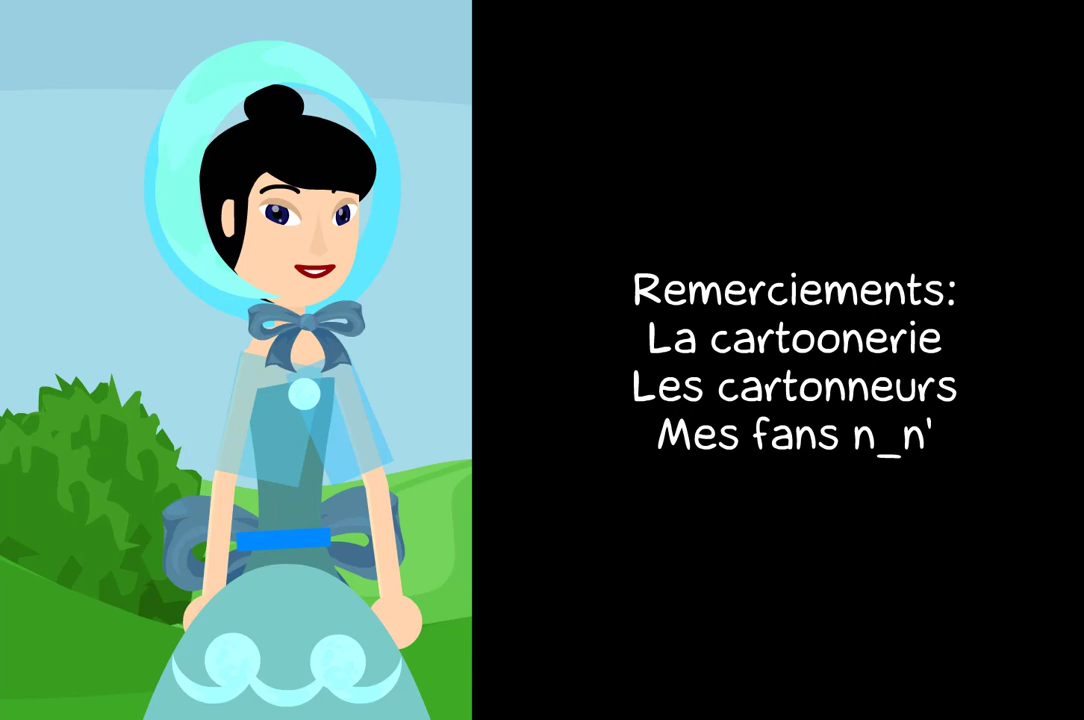 Remerciements:
La cartoonerie
Les cartonneurs
Mes fans n_n'